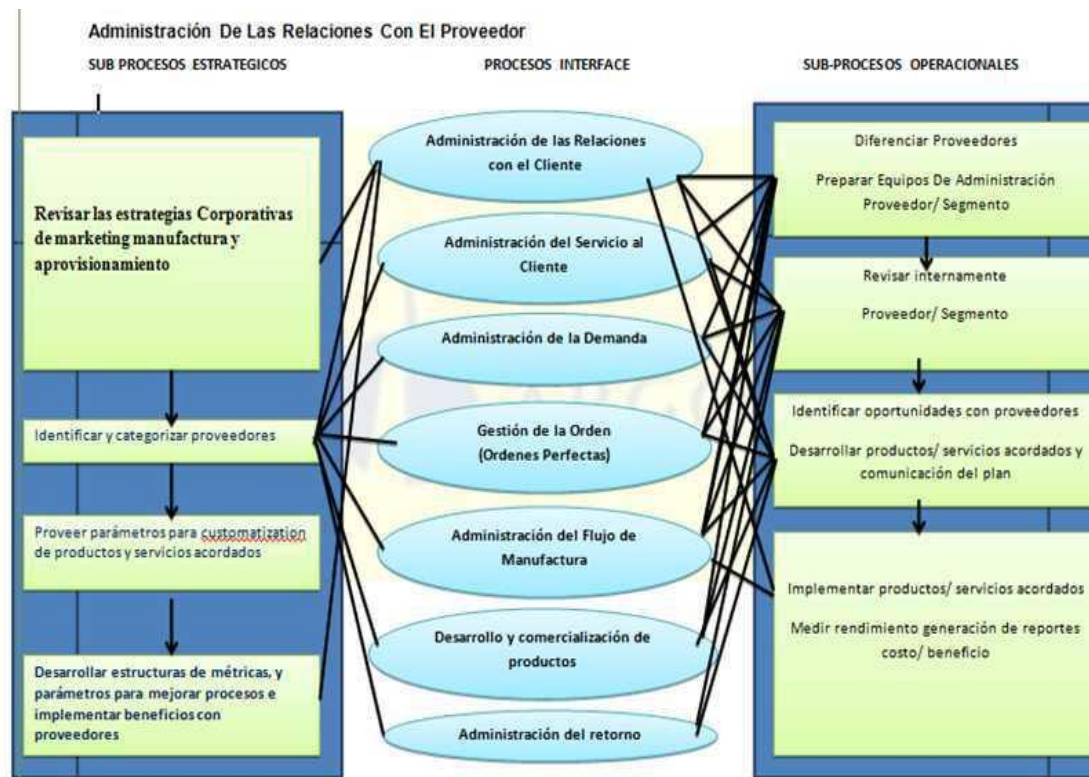 Administración De Las Relaciones Con El Proveedor
SUB PROCESOS ESTRATEGICOS
Revisar las estrategias Corporativas
de marketing manufactura y
aprovisionamiento
Identificar y categorizar proveedores
Proveer parámetros para customatization
de productos y servicios acordados
Desarrollar estructuras de métricas, y
parámetros para mejorar procesos e
implementar beneficios con
proveedores
PROCESOS INTERFACE
Administración de las Relaciones
con el Cliente
Administración del Servicio al
Cliente
Administración de la Demanda
Gestión de la Orden
(Ordenes Perfectas)
Administración del Flujo de
Manufactura
Desarrollo y comercialización de
productos
Administración del retorno
SUB-PROCESOS OPERACIONALES
Diferenciar Proveedores
Preparar Equipos De Administración
Proveedor/ Segmento
Revisar internamente
Proveedor/ Segmento
Identificar oportunidades con proveedores
Desarrollar productos/ servicios acordados y
comunicación del plan
Implementar productos/ servicios acordados
Medir rendimiento generación de reportes
costo/ beneficio